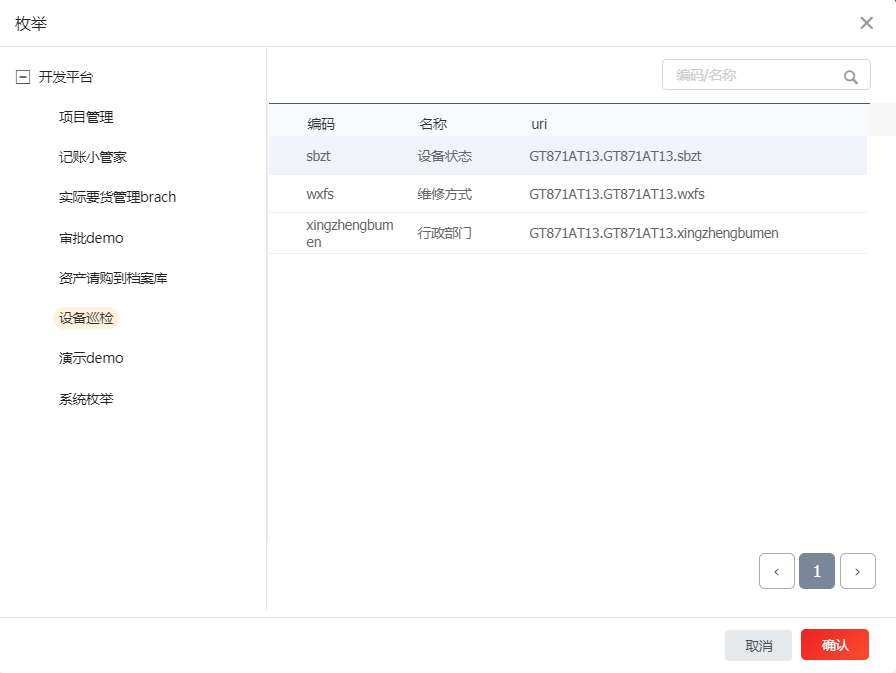 枚举
开发平台
项目管理
记账小管家
实际要货管理brach
审批demo
资产请购到档案库
设备巡检
演示demo
系统枚举
编码/名称
编码 名称 uri
sbzt 设备状态 GT871AT13.GT871AT13.sbzt
wxfs 维修方式 GT871AT13.GT871AT13.wxfs
xingzhengbum
en 行政部门 GT871AT13.GT871AT13.xingzhengbumen
1
取消 确认